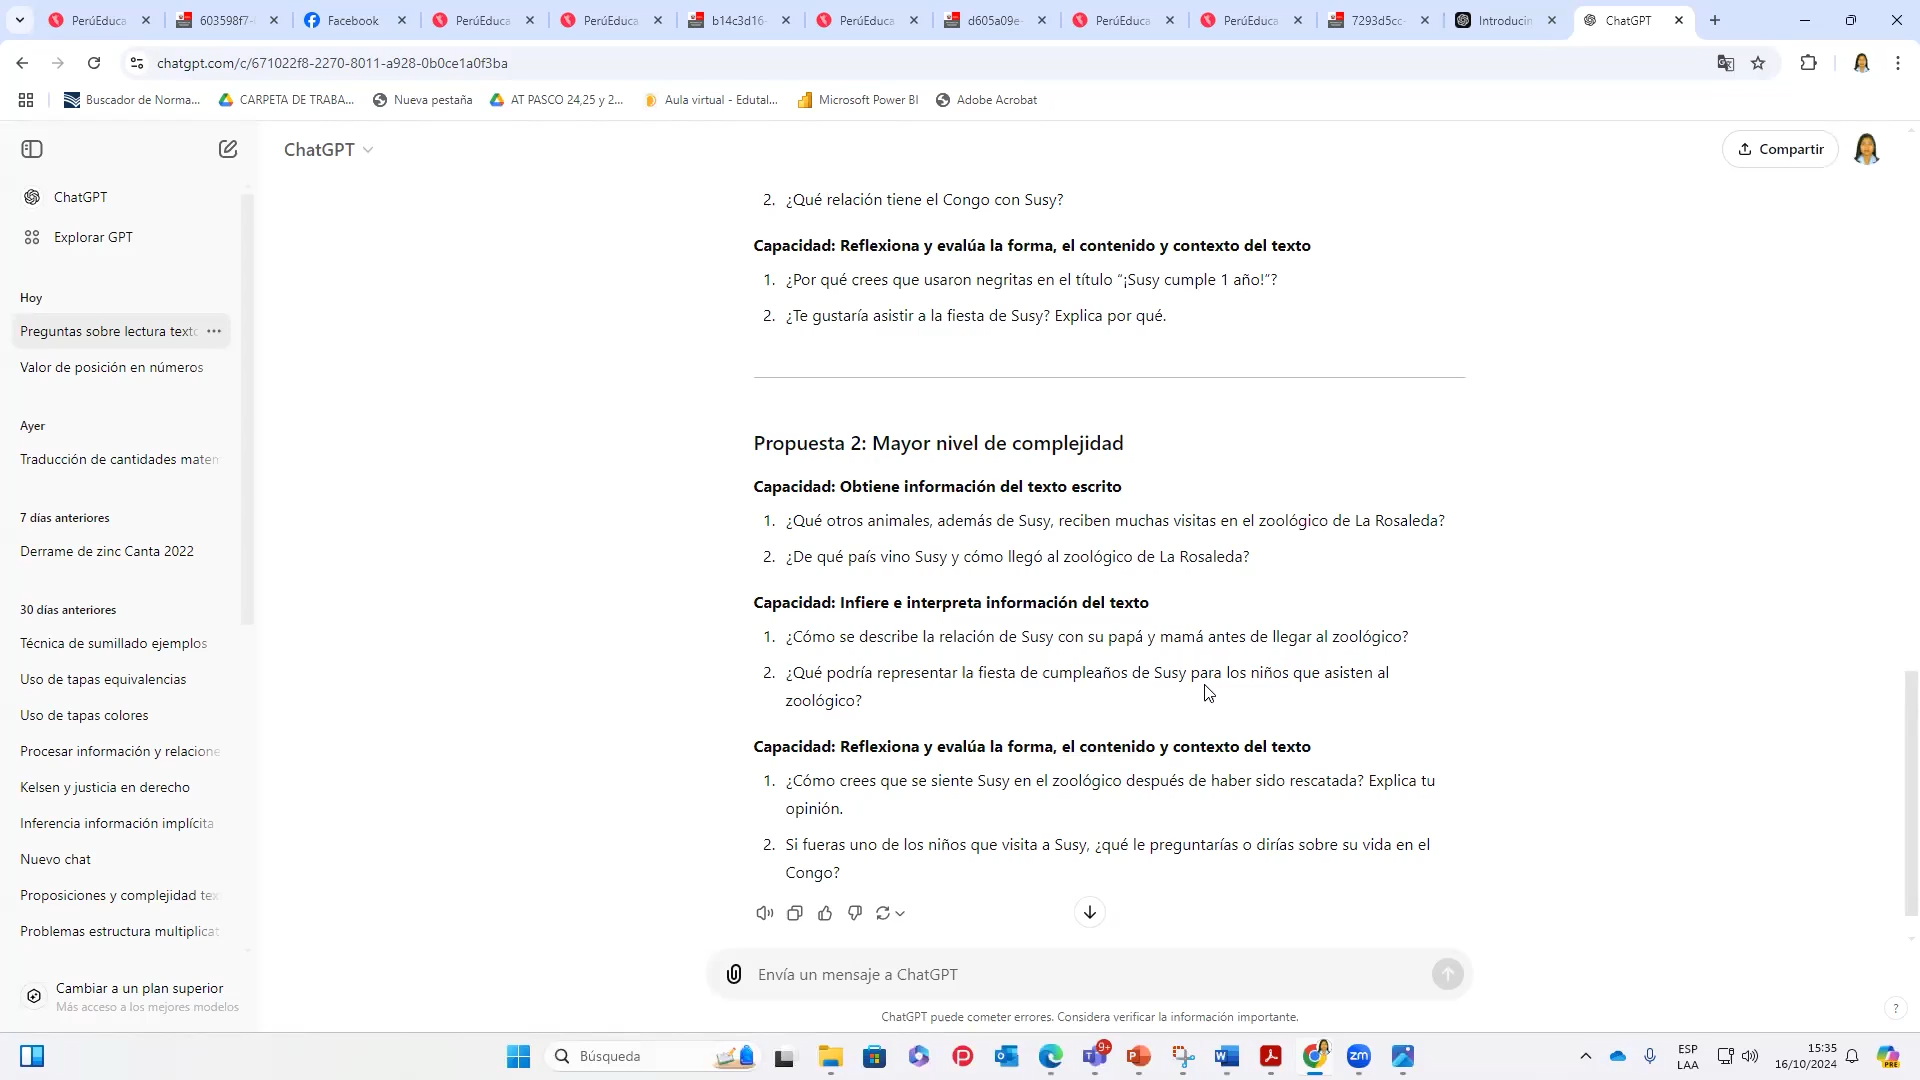 PerúEduca
603598f7-
Facebook
PerúEduca
PerúEduca
b14c3d16-
PerúEduca
d605a09e-
PerúEduca
PerúEduca
7293d5cc-
Introducin
ChatGPT
chatgpt.com/c/671022f8-2270-8011-a928-0b0ce1a0f3ba
Buscador de Norma...
CARPETA DE TRABA...
Nueva pestaña
AT PASCO 24,25 y 2...
Aula virtual - Edutal...
Microsoft Power BI
Adobe Acrobat
ChatGPT
Compartir
ChatGPT
Explorar GPT
Hoy
Preguntas sobre lectura texto
Valor de posición en números
Ayer
Traducción de cantidades matem
7 días anteriores
Derrame de zinc Canta 2022
30 días anteriores
Técnica de sumillado ejemplos
Uso de tapas equivalencias
Uso de tapas colores
Procesar información y relacione
Kelsen y justicia en derecho
Inferencia información implícita
Nuevo chat
Proposiciones y complejidad tex
Problemas estructura multiplicat
Cambiar a un plan superior
Más acceso a los mejores modelos
2. ¿Qué relación tiene el Congo con Susy?
Capacidad: Reflexiona y evalúa la forma, el contenido y contexto del texto
1. ¿Por qué crees que usaron negritas en el título “¡Susy cumple 1 año!”?
2. ¿Te gustaría asistir a la fiesta de Susy? Explica por qué.
Propuesta 2: Mayor nivel de complejidad
Capacidad: Obtiene información del texto escrito
1. ¿Qué otros animales, además de Susy, reciben muchas visitas en el zoológico de La Rosaleda?
2. ¿De qué país vino Susy y cómo llegó al zoológico de La Rosaleda?
Capacidad: Infiere e interpreta información del texto
1. ¿Cómo se describe la relación de Susy con su papá y mamá antes de llegar al zoológico?
2. ¿Qué podría representar la fiesta de cumpleaños de Susy para los niños que asisten al
zoológico?
Capacidad: Reflexiona y evalúa la forma, el contenido y contexto del texto
1. ¿Cómo crees que se siente Susy en el zoológico después de haber sido rescatada? Explica tu
opinión.
2. Si fueras uno de los niños que visita a Susy, ¿qué le preguntarías o dirías sobre su vida en el
Congo?
Envía un mensaje a ChatGPT
ChatGPT puede cometer errores. Considera verificar la información importante.
?
Búsqueda
9+
zm
ESP
LAA
15:35
16/10/2024
PRE